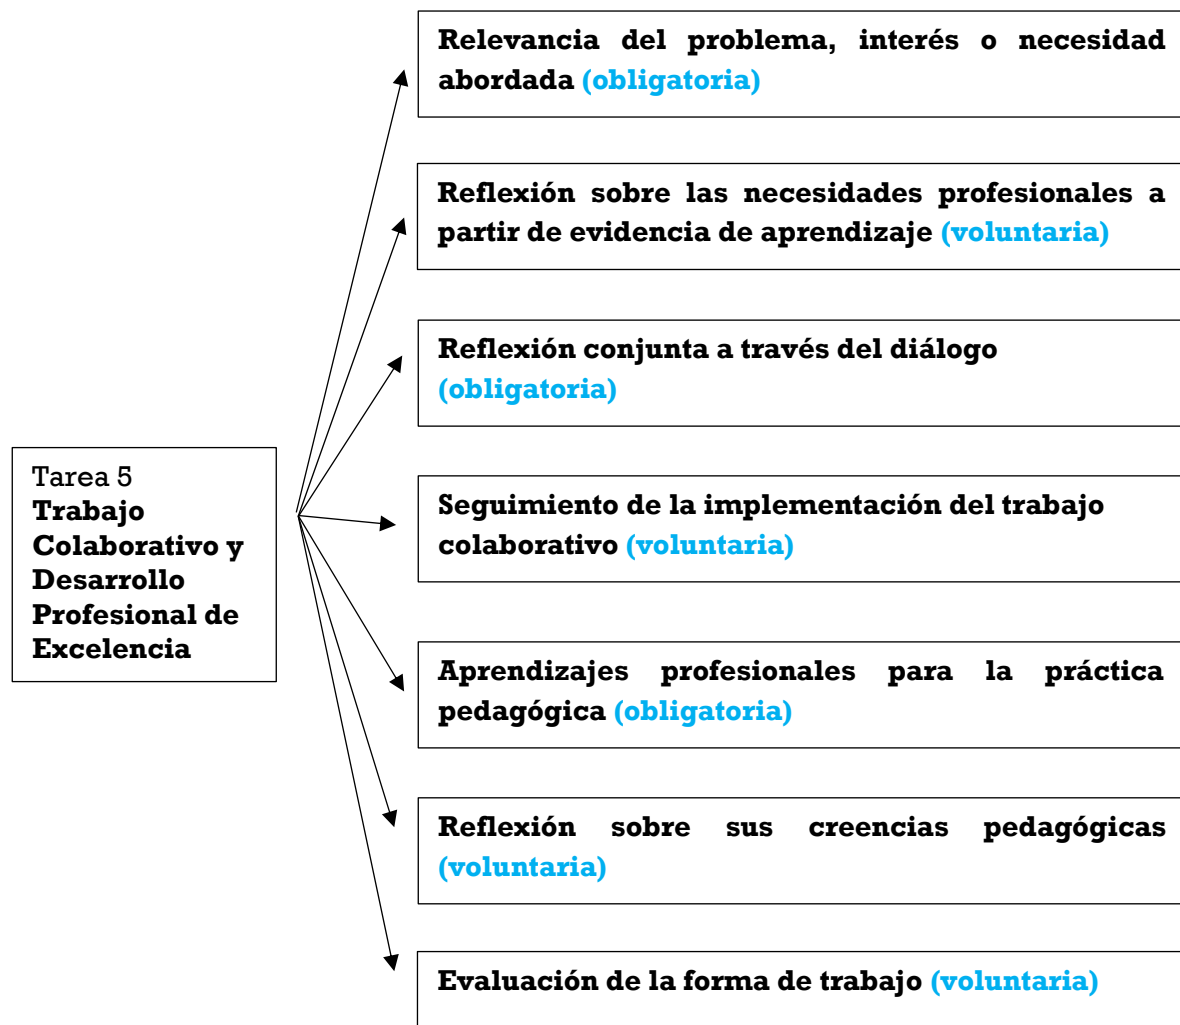 Relevancia del problema, interés o necesidad
abordada (obligatoria)
Reflexión sobre las necesidades profesionales a
partir de evidencia de aprendizaje (voluntaria)
Reflexión conjunta a través del diálogo
(obligatoria)
Tarea 5
Trabajo
Colaborativo y
Desarrollo
Profesional de
Excelencia
Seguimiento de la implementación del trabajo
colaborativo (voluntaria)
Aprendizajes profesionales para la práctica
pedagógica (obligatoria)
Reflexión sobre sus creencias pedagógicas
(voluntaria)
Evaluación de la forma de trabajo (voluntaria)